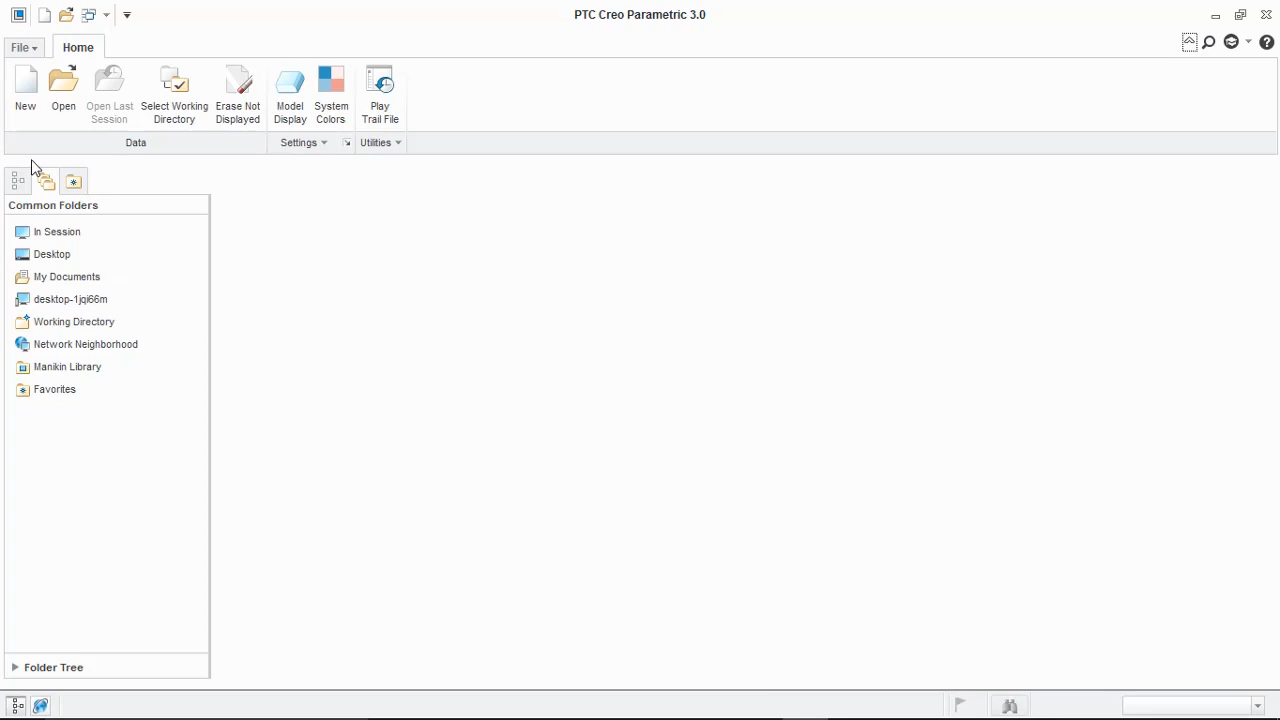 PTC Creo Parametric 3.0
File
Home
New
Open
Open Last
Session
Select Working
Directory
Erase Not
Displayed
Model
Display
System
Colors
Play
Trail File
Data
Settings
Utilities
Common Folders
In Session
Desktop
My Documents
desktop-1jqi66m
Working Directory
Network Neighborhood
Manikin Library
Favorites
Folder Tree